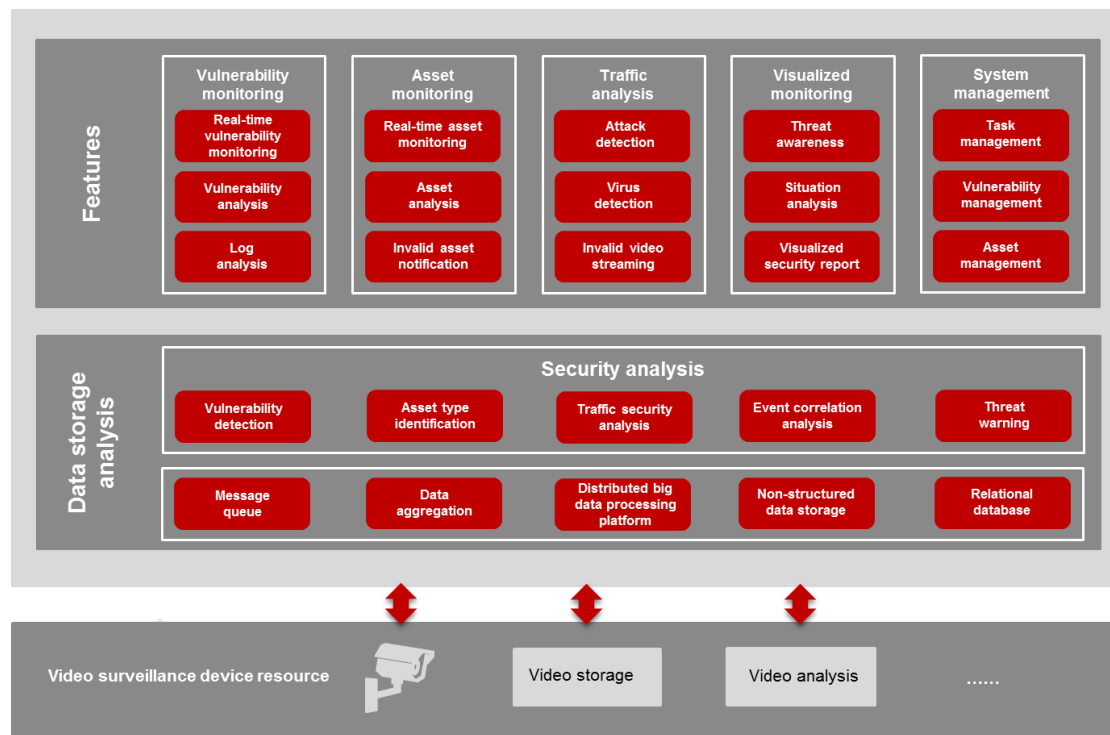 Features
Vulnerability
monitoring
Real-time
vulnerability
monitoring
Vulnerability
analysis
Log
analysis
Asset
monitoring
Real-time asset
monitoring
Asset
analysis
Invalid asset
notification
Traffic
analysis
Attack
detection
Virus
detection
Invalid video
streaming
Visualized
monitoring
Threat
awareness
Situation
analysis
Visualized
security report
System
management
Task
management
Vulnerability
management
Asset
management
Data storage
analysis
Security analysis
Vulnerability
detection
Asset type
identification
Traffic security
analysis
Event correlation
analysis
Threat
warning
Message
queue
Data
aggregation
Distributed big
data processing
platform
Non-structured
data storage
Relational
database
Video surveillance device resource
Video storage
Video analysis
......